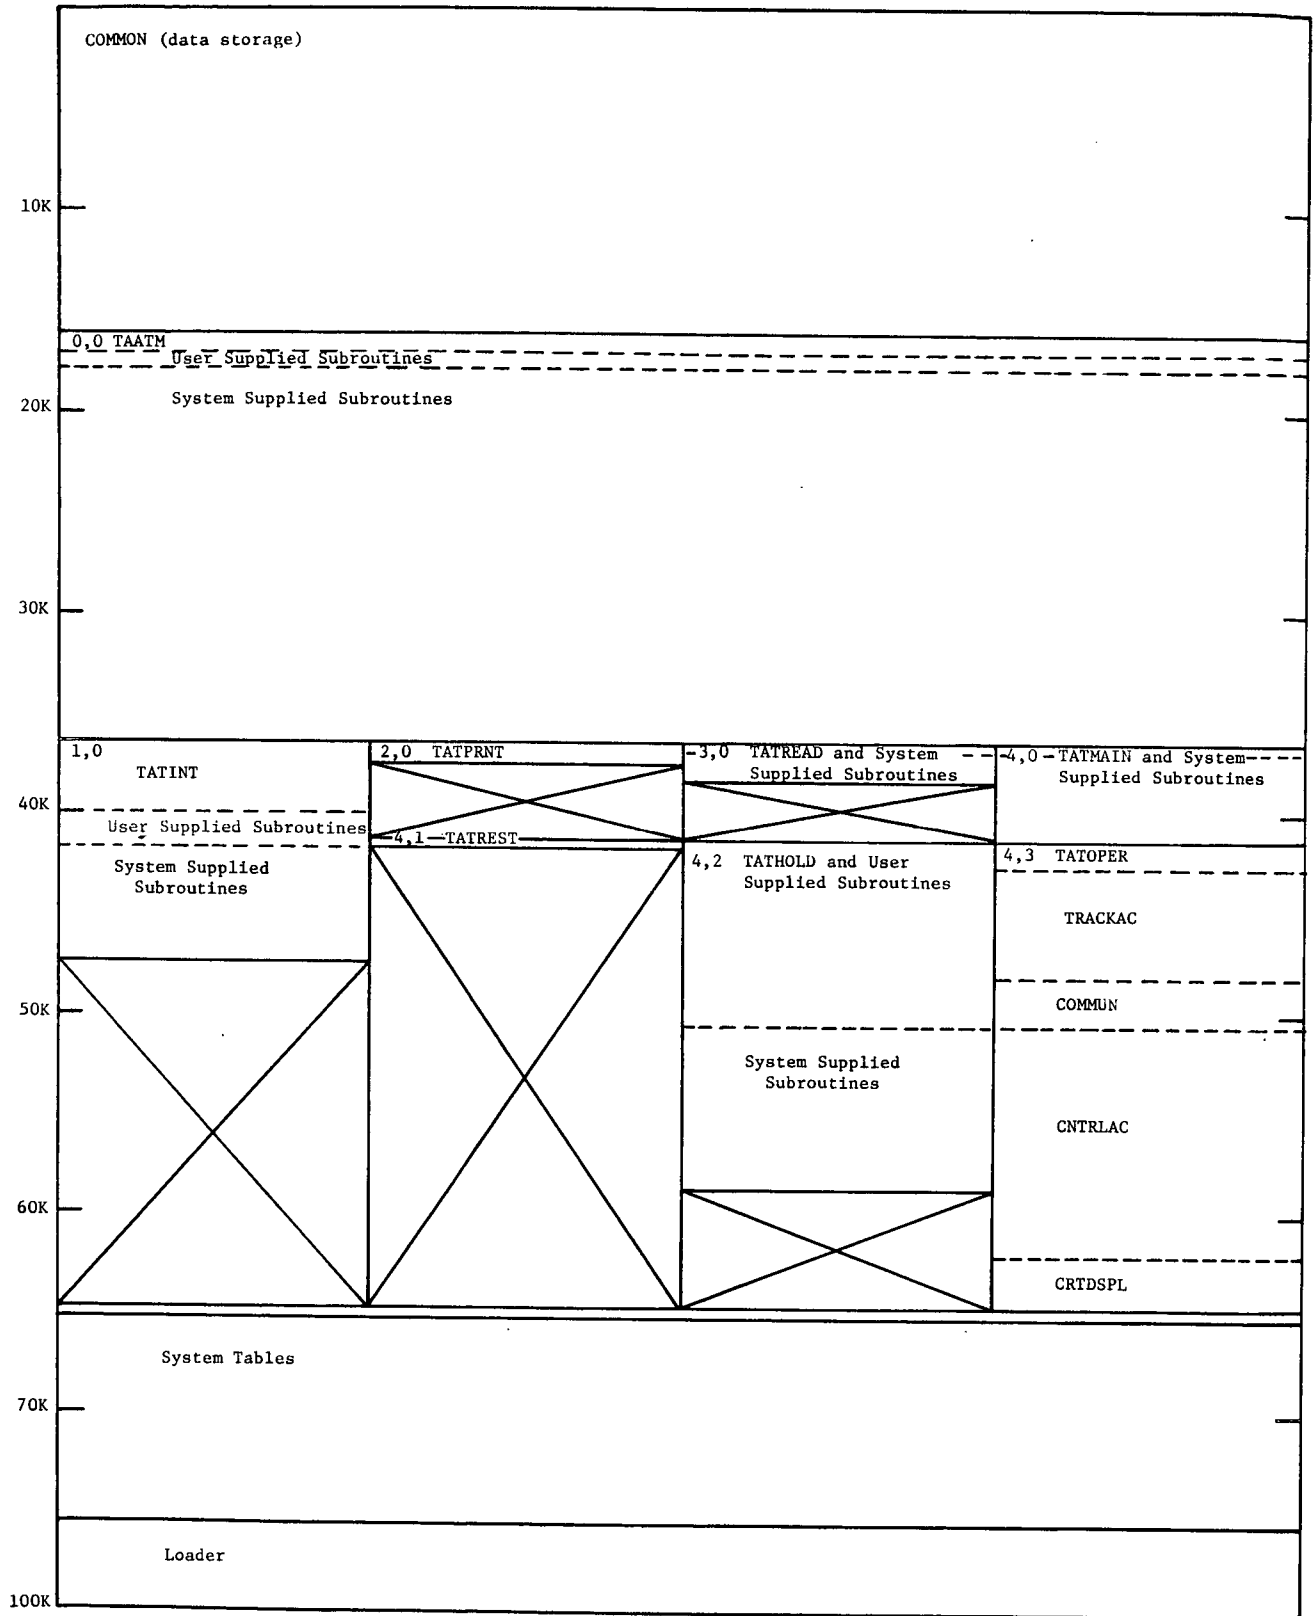 COMMON (data storage)
10K
0,0 TAATM
User Supplied Subroutines
System Supplied Subroutines
20K
30K
1,0
TATINT
2,0 TATPRNT
3,0 TATREAD and System
Supplied Subroutines
4,0 TATMAIN and System
Supplied Subroutines
40K
User Supplied Subroutines
System Supplied
Subroutines
4,1 TATREST
4,2 TATHOLD and User
Supplied Subroutines
4,3 TATOPER
TRACKAC
50K
COMMUN
System Supplied
Subroutines
CNTRLAC
60K
CRTDSPL
System Tables
70K
Loader
100K